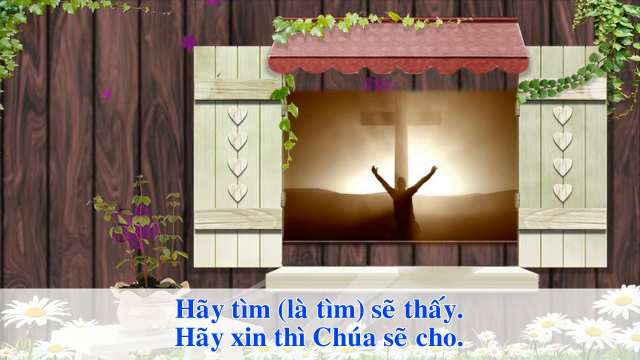 Hãy tìm (là tìm) sẽ thấy.
Hãy xin thì Chúa sẽ cho.